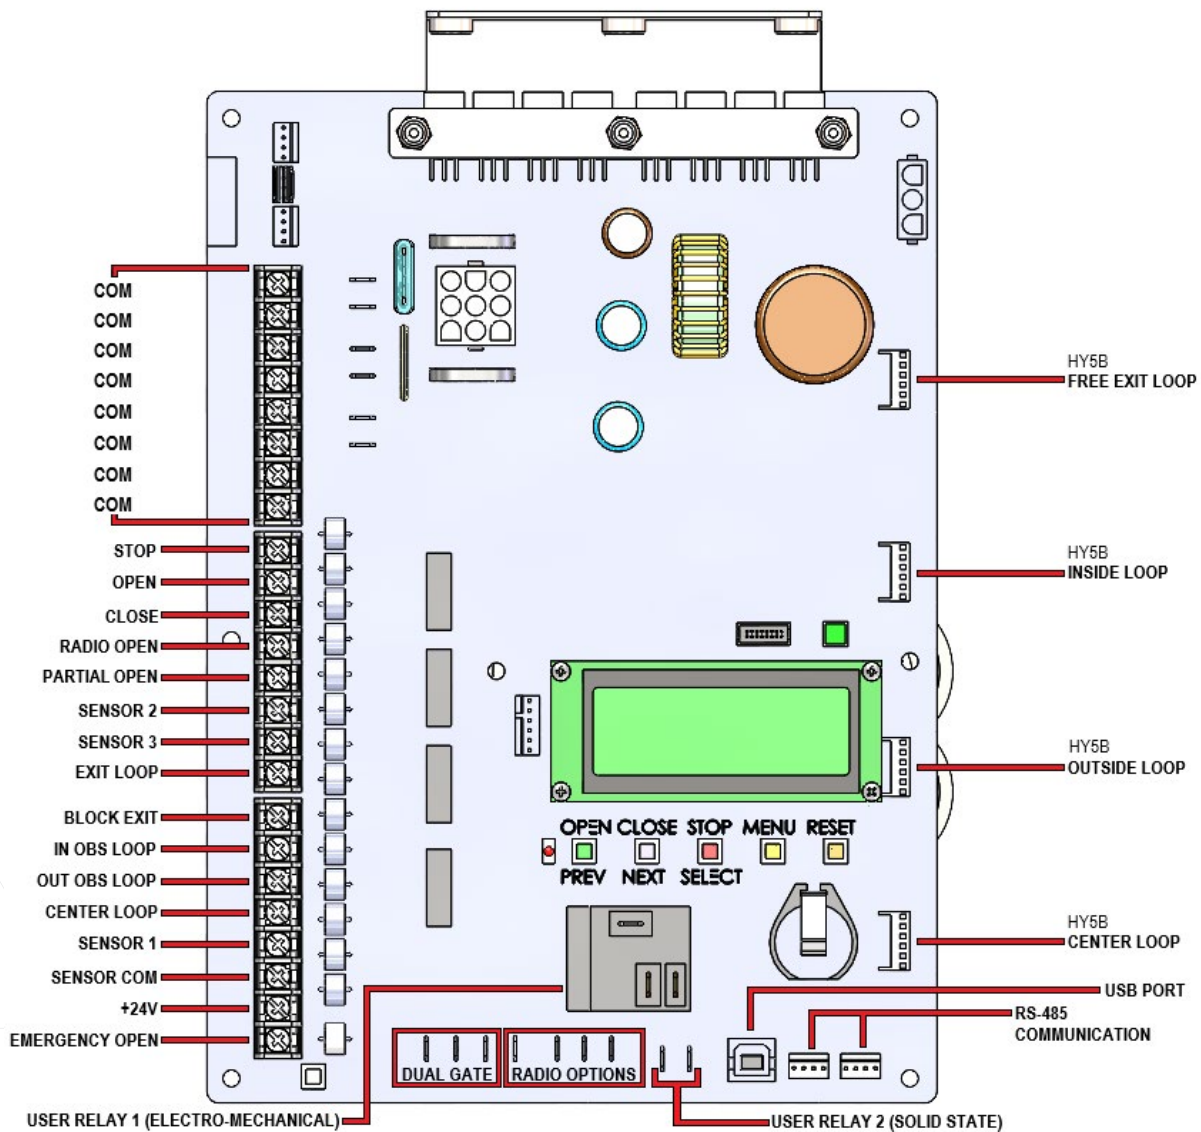 COM
COM
COM
COM
COM
COM
COM
COM
STOP
OPEN
CLOSE
RADIO OPEN
PARTIAL OPEN
SENSOR 2
SENSOR 3
EXIT LOOP
BLOCK EXIT
IN OBS LOOP
OUT OBS LOOP
CENTER LOOP
SENSOR 1
SENSOR COM
+24V
EMERGENCY OPEN
HY5B
FREE EXIT LOOP
HY5B
INSIDE LOOP
HY5B
OUTSIDE LOOP
OPEN CLOSE STOP MENU RESET
PREV NEXT SELECT
HY5B
CENTER LOOP
USB PORT
RS-485
COMMUNICATION
DUAL GATE
RADIO OPTIONS
USER RELAY 1 (ELECTRO-MECHANICAL)
USER RELAY 2 (SOLID STATE)